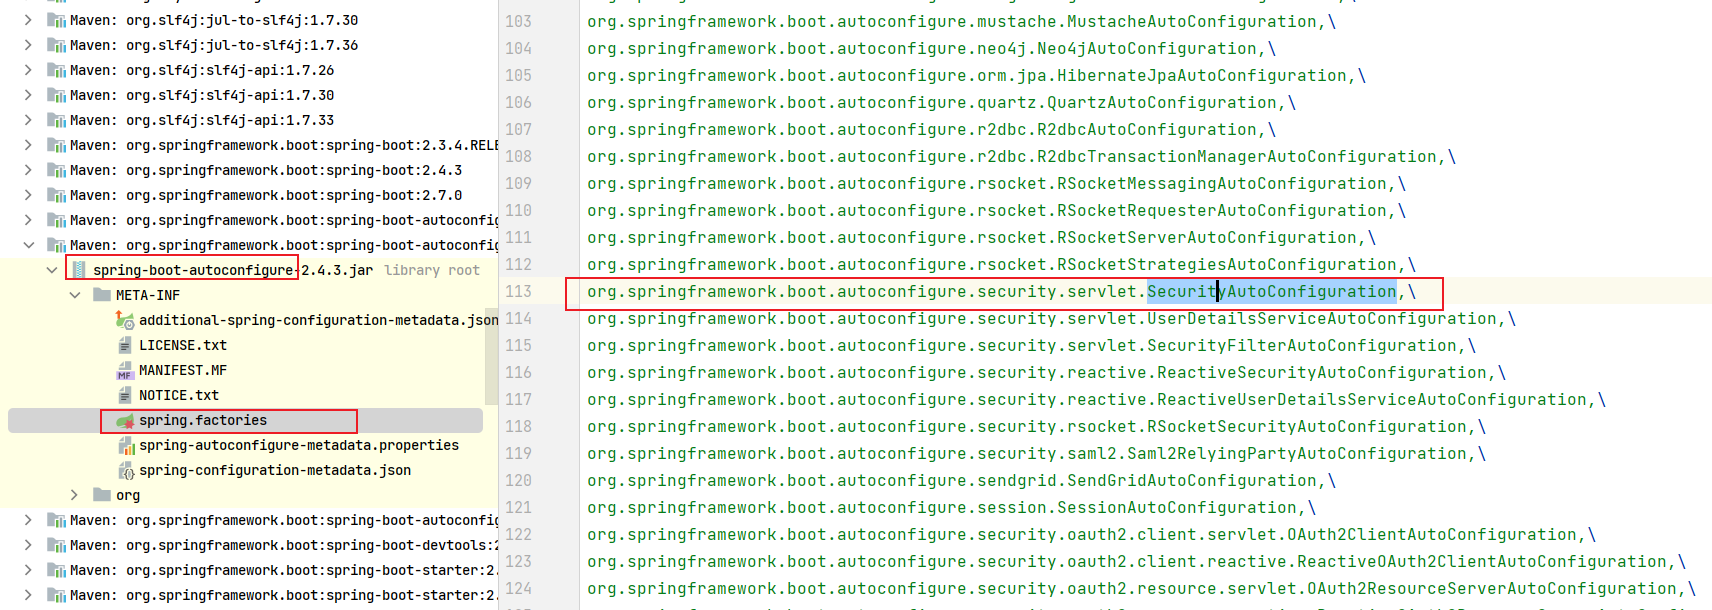 Maven: org.slf4j:jul-to-slf4j:1.7.30
Maven: org.slf4j:jul-to-slf4j:1.7.36
Maven: org.slf4j:slf4j-api:1.7.26
Maven: org.slf4j:slf4j-api:1.7.30
Maven: org.slf4j:slf4j-api:1.7.33
Maven: org.springframework.boot:spring-boot:2.3.4.RELE
Maven: org.springframework.boot:spring-boot:2.4.3
Maven: org.springframework.boot:spring-boot:2.7.0
Maven: org.springframework.boot:spring-boot-autoconfig
Maven: org.springframework.boot:spring-boot-autoconfig
spring-boot-autoconfigure-2.4.3.jar library root
META-INF
additional-spring-configuration-metadata.json
LICENSE.txt
MANIFEST.MF
NOTICE.txt
spring.factories
spring-autoconfigure-metadata.properties
spring-configuration-metadata.json
org
Maven: org.springframework.boot:spring-boot-autoconfig
Maven: org.springframework.boot:spring-boot-devtools:2
Maven: org.springframework.boot:spring-boot-starter:2.
Maven: org.springframework.boot:spring-boot-starter:2.
103 org.springframework.boot.autoconfigure.mustache.MustacheAutoConfiguration,\
104 org.springframework.boot.autoconfigure.neo4j.Neo4jAutoConfiguration,\
105 org.springframework.boot.autoconfigure.orm.jpa.HibernateJpaAutoConfiguration,\
106 org.springframework.boot.autoconfigure.quartz.QuartzAutoConfiguration,\
107 org.springframework.boot.autoconfigure.r2dbc.R2dbcAutoConfiguration,\
108 org.springframework.boot.autoconfigure.r2dbc.R2dbcTransactionManagerAutoConfiguration,\
109 org.springframework.boot.autoconfigure.rsocket.RSocketMessagingAutoConfiguration,\
110 org.springframework.boot.autoconfigure.rsocket.RSocketRequesterAutoConfiguration,\
111 org.springframework.boot.autoconfigure.rsocket.RSocketServerAutoConfiguration,\
112 org.springframework.boot.autoconfigure.rsocket.RSocketStrategiesAutoConfiguration,\
113 org.springframework.boot.autoconfigure.security.servlet.SecurityAutoConfiguration,\
114 org.springframework.boot.autoconfigure.security.servlet.UserDetailsServiceAutoConfiguration,\
115 org.springframework.boot.autoconfigure.security.servlet.SecurityFilterAutoConfiguration,\
116 org.springframework.boot.autoconfigure.security.reactive.ReactiveSecurityAutoConfiguration,\
117 org.springframework.boot.autoconfigure.security.reactive.ReactiveUserDetailsServiceAutoConfiguration,\
118 org.springframework.boot.autoconfigure.security.rsocket.RSocketSecurityAutoConfiguration,\
119 org.springframework.boot.autoconfigure.security.saml2.Saml2RelyingPartyAutoConfiguration,\
120 org.springframework.boot.autoconfigure.sendgrid.SendGridAutoConfiguration,\
121 org.springframework.boot.autoconfigure.session.SessionAutoConfiguration,\
122 org.springframework.boot.autoconfigure.security.oauth2.client.servlet.OAuth2ClientAutoConfiguration,\
123 org.springframework.boot.autoconfigure.security.oauth2.client.reactive.ReactiveOAuth2ClientAutoConfiguration,\
124 org.springframework.boot.autoconfigure.security.oauth2.resource.servlet.OAuth2ResourceServerAutoConfiguration,\